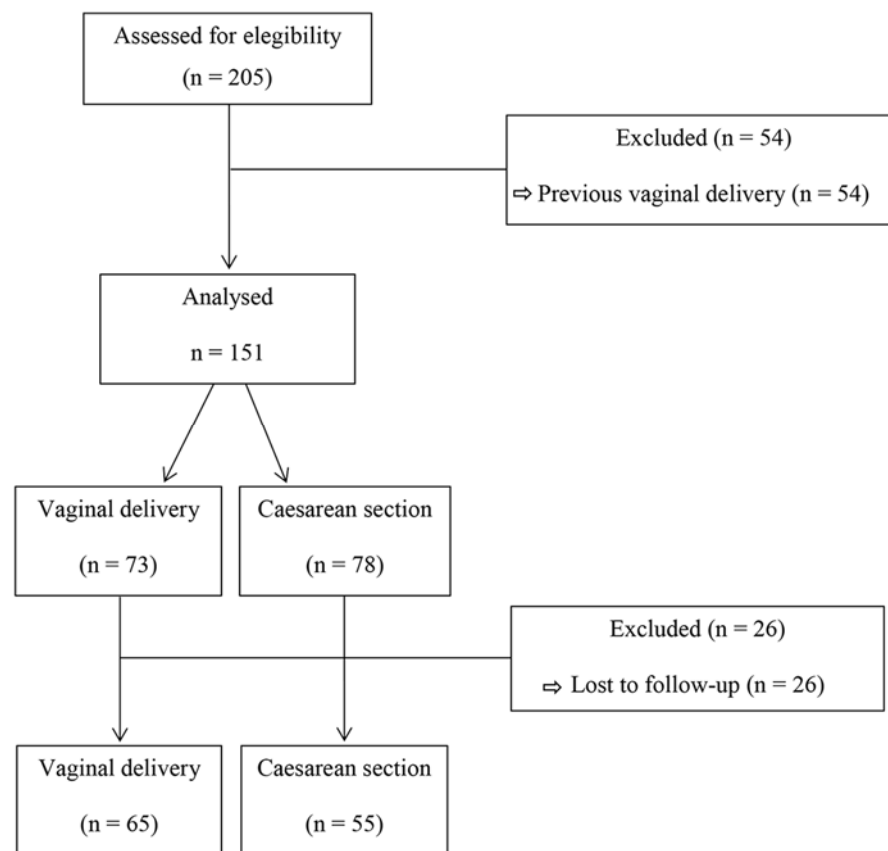 Assessed for elegibility
(n = 205)
Excluded (n = 54)
⇨ Previous vaginal delivery (n = 54)
Analysed
n = 151
Vaginal delivery
(n = 73)
Caesarean section
(n = 78)
Excluded (n = 26)
⇨ Lost to follow-up (n = 26)
Vaginal delivery
(n = 65)
Caesarean section
(n = 55)